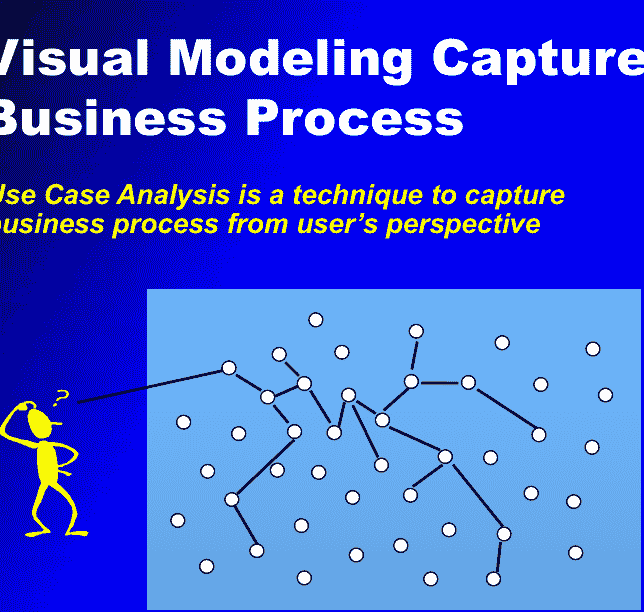 Visual Modeling Capture
Business Process
Use Case Analysis is a technique to capture
business process from user’s perspective
?